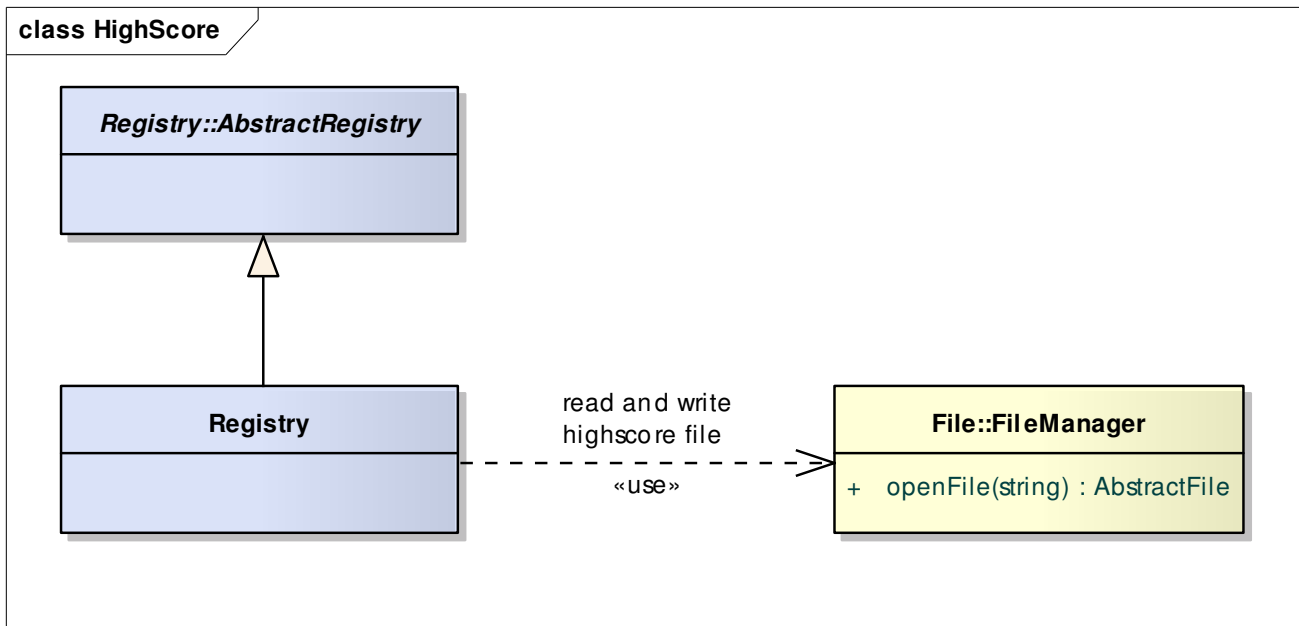 class HighScore
Registry::AbstractRegistry
Registry
read and write
highscore file
«use»
File::FileManager
+ openFile(string) : AbstractFile